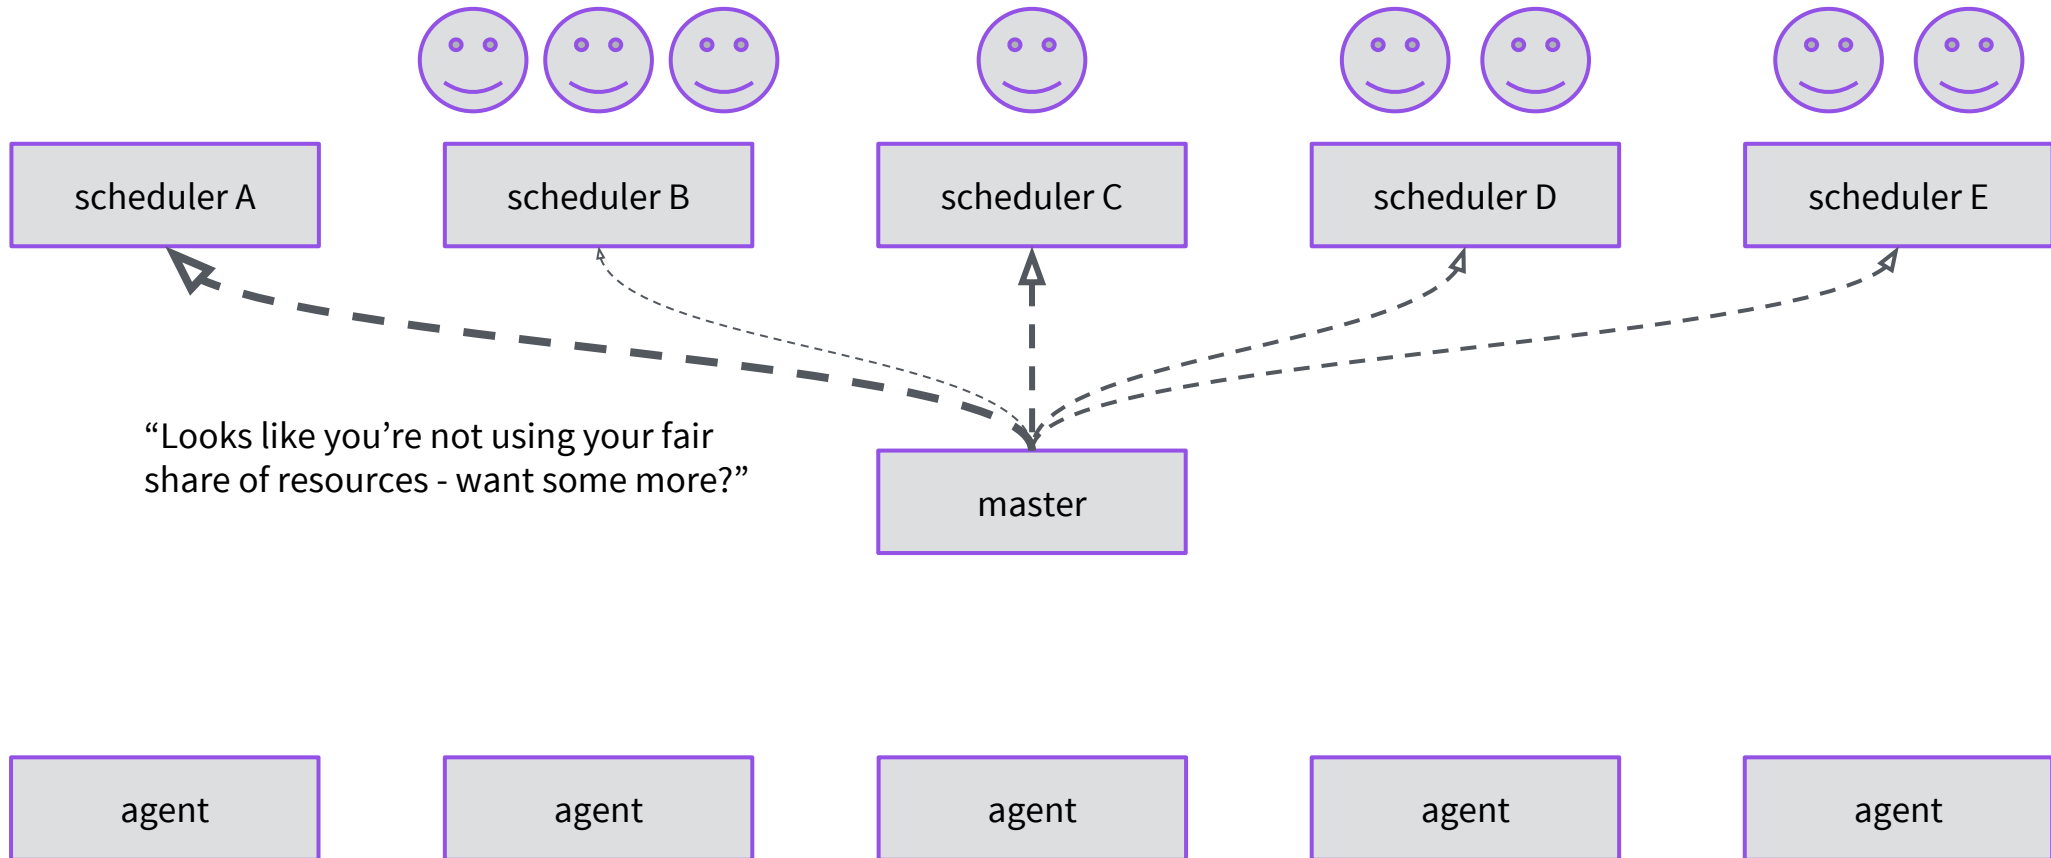 scheduler A
scheduler B
scheduler C
scheduler D
scheduler E
“Looks like you’re not using your fair
share of resources - want some more?”
master
agent
agent
agent
agent
agent